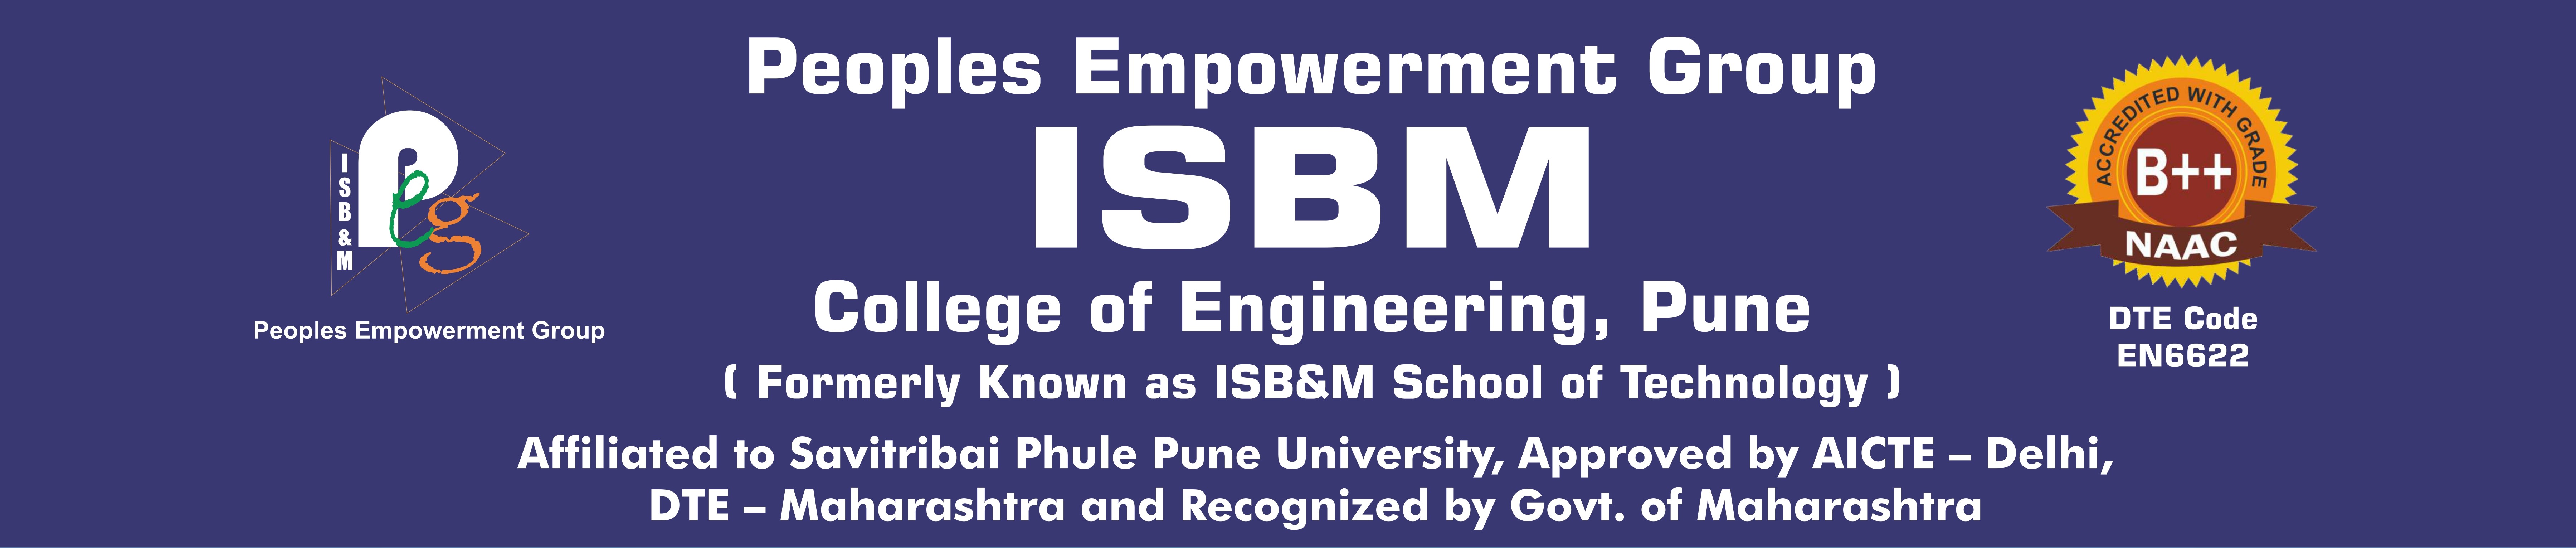 Peoples Empowerment Group
ISBM
College of Engineering, Pune
( Formerly Known as ISB&M School of Technology )
Affiliated to Savitribai Phule Pune University, Approved by AICTE – Delhi,
DTE – Maharashtra and Recognized by Govt. of Maharashtra
ISB&M
Peg
Peoples Empowerment Group
ACCREDITED WITH GRADE
B++
NAAC
DTE Code
EN6622